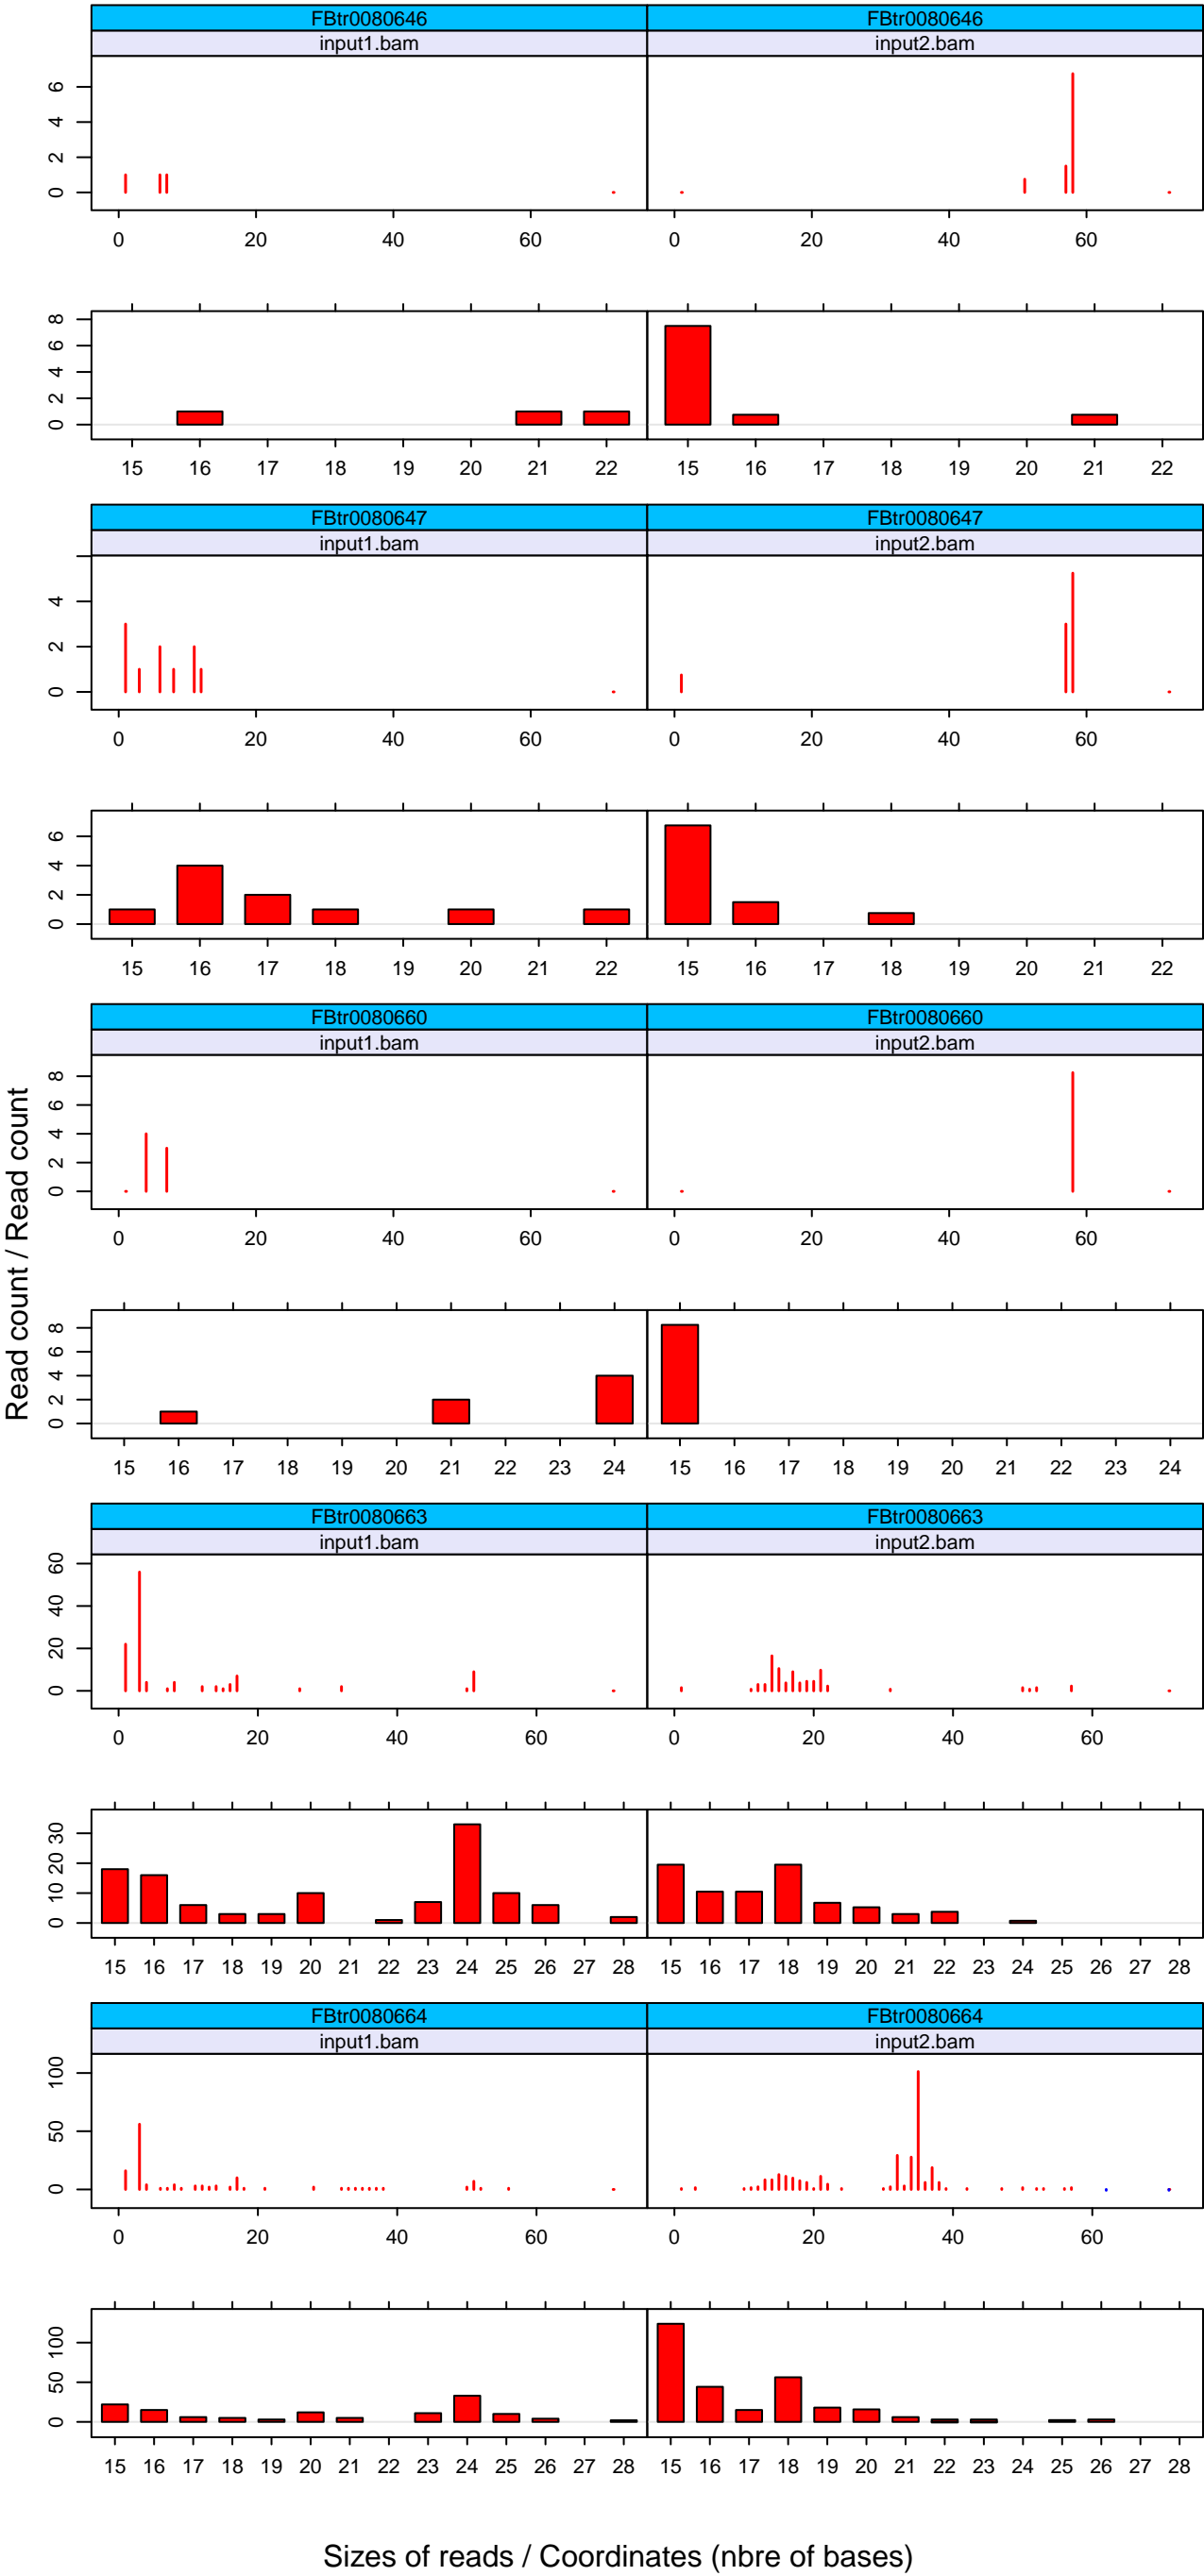 FBtr0080646 FBtr0080646
input1.bam input2.bam
6
4
2
0
0 20 40 60 0 20 40 60
8
6
4
2
0
15 16 17 18 19 20 21 22 15 16 17 18 19 20 21 22
FBtr0080647 FBtr0080647
input1.bam input2.bam
4
2
0
0 20 40 60 0 20 40 60
6
4
2
0
15 16 17 18 19 20 21 22 15 16 17 18 19 20 21 22
FBtr0080660 FBtr0080660
input1.bam input2.bam
8
6
4
2
0
0 20 40 60 0 20 40 60
Read count / Read count
8
6
4
2
0
15 16 17 18 19 20 21 22 23 24 15 16 17 18 19 20 21 22 23 24
FBtr0080663 FBtr0080663
input1.bam input2.bam
60
40
20
0
0 20 40 60 0 20 40 60
30
20
10
0
15 16 17 18 19 20 21 22 23 24 25 26 27 28 15 16 17 18 19 20 21 22 23 24 25 26 27 28
FBtr0080664 FBtr0080664
input1.bam input2.bam
100
50
0
0 20 40 60 0 20 40 60
100
50
0
15 16 17 18 19 20 21 22 23 24 25 26 27 28 15 16 17 18 19 20 21 22 23 24 25 26 27 28
Sizes of reads / Coordinates (nbre of bases)